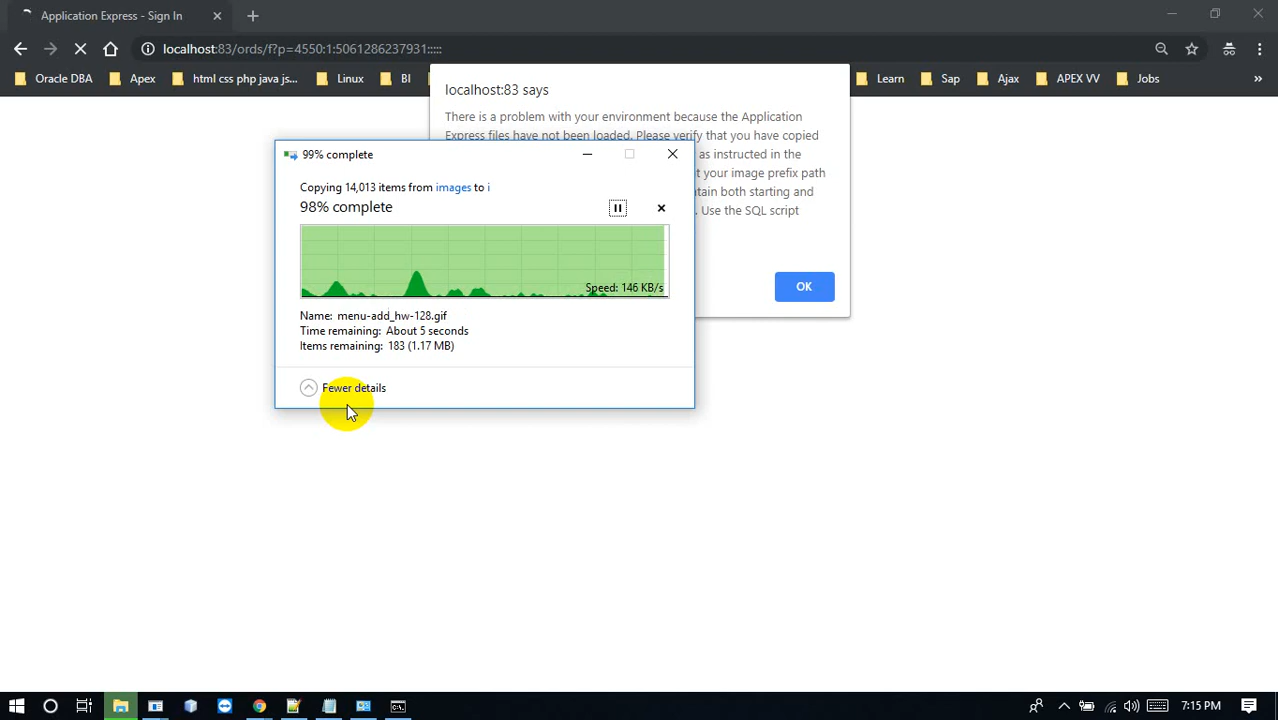 Application Express - Sign In
localhost:83/ords/f?p=4550:1:5061286237931:::::
Oracle DBA
Apex
html css php java js...
Linux
BI
Learn
Sap
Ajax
APEX VV
Jobs
»
localhost:83 says
There is a problem with your environment because the Application
Express files have not been loaded. Please verify that you have copied
as instructed in the
your image prefix path
both starting and
. Use the SQL script
OK
99% complete
Copying 14,013 items from images to i
98% complete
Speed: 146 KB/s
Name: menu-add_hw-128.gif
Time remaining: About 5 seconds
Items remaining: 183 (1.17 MB)
Fewer details
7:15 PM